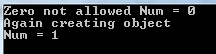 Zero not allowed Num = 0
Again creating object
Num = 1